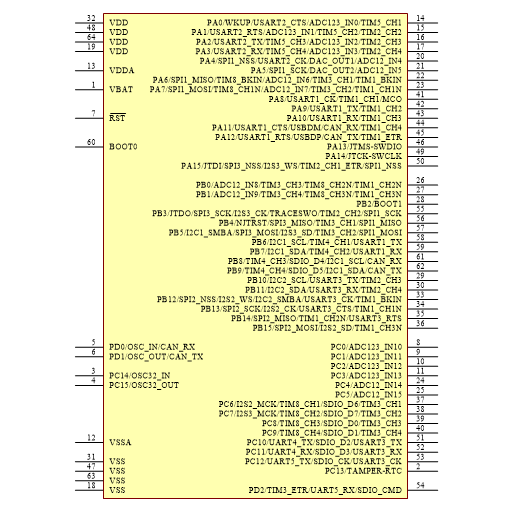 32 VDD PA0/WKUP/USART2_CTS/ADC123_IN0/TIM5_CH1 14
48 VDD PA1/USART2_RTS/ADC123_IN1/TIM5_CH2/TIM2_CH2 15
64 VDD PA2/USART2_TX/TIM5_CH3/ADC123_IN2/TIM2_CH3 16
19 VDD PA3/USART2_RX/TIM5_CH4/ADC123_IN3/TIM2_CH4 17
PA4/SPI1_NSS/USART2_CK/DAC_OUT1/ADC12_IN4 20
13 VDDA PA5/SPI1_SCK/DAC_OUT2/ADC12_IN5 21
PA6/SPI1_MISO/TIM8_BKIN/ADC12_IN6/TIM3_CH1/TIM1_BKIN 22
1 VBAT PA7/SPI1_MOSI/TIM8_CH1N/ADC12_IN7/TIM3_CH2/TIM1_CH1N 23
PA8/USART1_CK/TIM1_CH1/MCO 41
PA9/USART1_TX/TIM1_CH2 42
7 RST PA10/USART1_RX/TIM1_CH3 43
PA11/USART1_CTS/USBDM/CAN_RX/TIM1_CH4 44
PA12/USART1_RTS/USBDP/CAN_TX/TIM1_ETR 45
60 BOOT0 PA13/JTMS-SWDIO 46
PA14/JTCK-SWCLK 49
PA15/JTDI/SPI3_NSS/I2S3_WS/TIM2_CH1_ETR/SPI1_NSS 50
PB0/ADC12_IN8/TIM3_CH3/TIM8_CH2N/TIM1_CH2N 26
PB1/ADC12_IN9/TIM3_CH4/TIM8_CH3N/TIM1_CH3N 27
PB2/BOOT1 28
PB3/JTDO/SPI3_SCK/I2S3_CK/TRACESWO/TIM2_CH2/SPI1_SCK 55
PB4/NJTRST/SPI3_MISO/TIM3_CH1/SPI1_MISO 56
PB5/I2C1_SMBA/SPI3_MOSI/I2S3_SD/TIM3_CH2/SPI1_MOSI 57
PB6/I2C1_SCL/TIM4_CH1/USART1_TX 58
PB7/I2C1_SDA/TIM4_CH2/USART1_RX 59
PB8/TIM4_CH3/SDIO_D4/I2C1_SCL/CAN_RX 61
PB9/TIM4_CH4/SDIO_D5/I2C1_SDA/CAN_TX 62
PB10/I2C2_SCL/USART3_TX/TIM2_CH3 29
PB11/I2C2_SDA/USART3_RX/TIM2_CH4 30
PB12/SPI2_NSS/I2S2_WS/I2C2_SMBA/USART3_CK/TIM1_BKIN 33
PB13/SPI2_SCK/I2S2_CK/USART3_CTS/TIM1_CH1N 34
PB14/SPI2_MISO/TIM1_CH2N/USART3_RTS 35
PB15/SPI2_MOSI/I2S2_SD/TIM1_CH3N 36
5 PD0/OSC_IN/CAN_RX PC0/ADC123_IN10 8
6 PD1/OSC_OUT/CAN_TX PC1/ADC123_IN11 9
PC2/ADC123_IN12 10
3 PC14/OSC32_IN PC3/ADC123_IN13 11
4 PC15/OSC32_OUT PC4/ADC12_IN14 24
PC5/ADC12_IN15 25
PC6/I2S2_MCK/TIM8_CH1/SDIO_D6/TIM3_CH1 37
PC7/I2S3_MCK/TIM8_CH2/SDIO_D7/TIM3_CH2 38
PC8/TIM8_CH3/SDIO_D0/TIM3_CH3 39
PC9/TIM8_CH4/SDIO_D1/TIM3_CH4 40
12 VSSA PC10/UART4_TX/SDIO_D2/USART3_TX 51
PC11/UART4_RX/SDIO_D3/USART3_RX 52
31 VSS PC12/UART5_TX/SDIO_CK/USART3_CK 53
47 VSS PC13/TAMPER-RTC 2
63 VSS
18 VSS PD2/TIM3_ETR/UART5_RX/SDIO_CMD 54